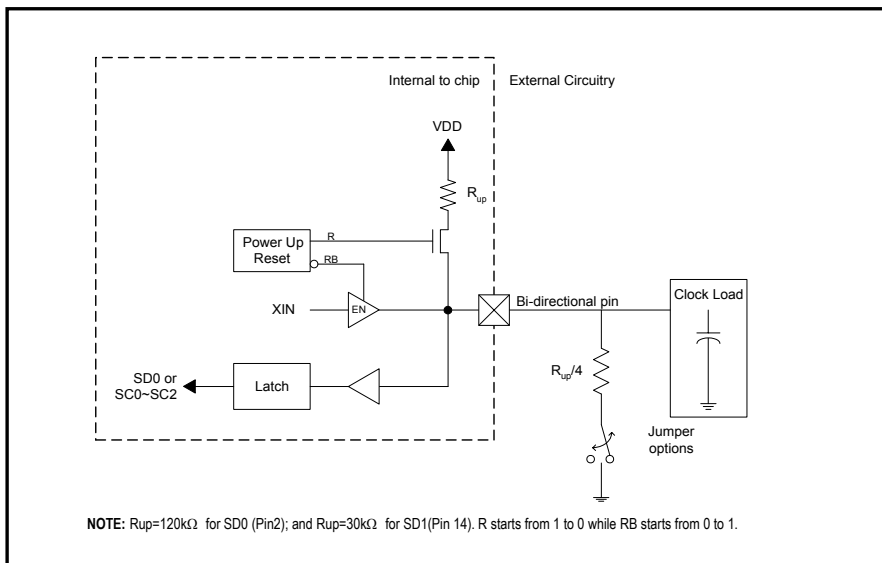 Internal to chip
External Circuitry
VDD
Rup
Power Up
Reset
R
RB
XIN
EN
Bi-directional pin
Clock Load
SD0 or
SC0~SC2
Latch
Rup/4
Jumper
options
NOTE: Rup=120kΩ for SD0 (Pin2); and Rup=30kΩ for SD1(Pin 14). R starts from 1 to 0 while RB starts from 0 to 1.